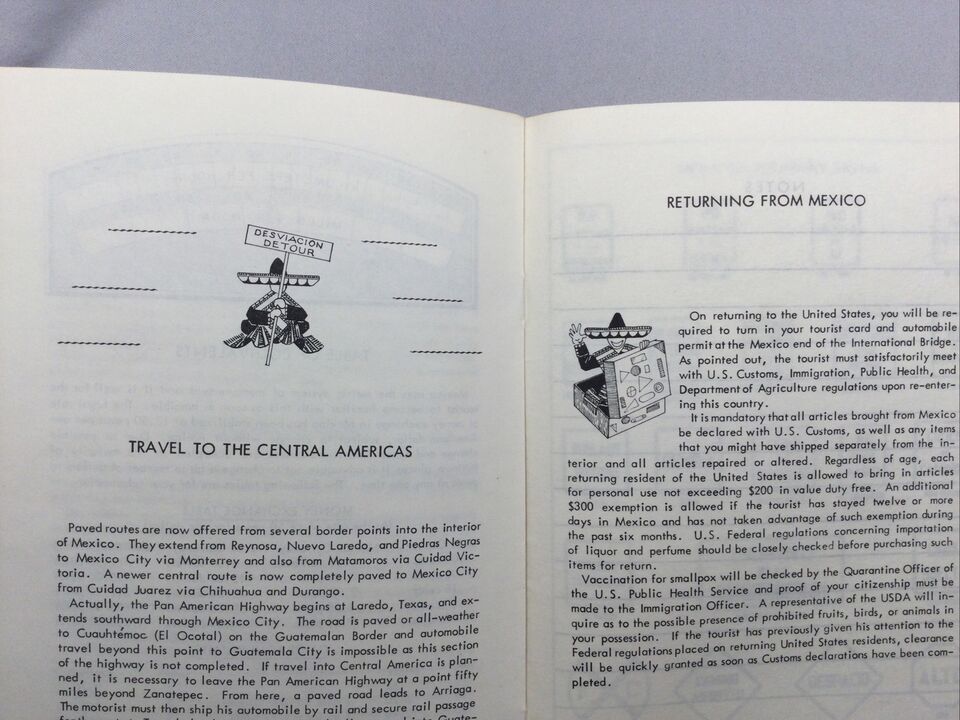 DESVIACIÓN
DETOUR
TRAVEL TO THE CENTRAL AMERICAS
Paved routes are now offered from several border points into the interior
of Mexico. They extend from Reynosa, Nuevo Laredo, and Piedras Negras
to Mexico City via Monterrey and also from Matamoros via Cuidad Vic-
toria. A newer central route is now completely paved to Mexico City
from Cuidad Juarez via Chihuahua and Durango.
Actually, the Pan American Highway begins at Laredo, Texas, and ex-
tends southward through Mexico City. The road is paved or all-weather
to Cuauhtémoc (El Ocotal) on the Guatemalan Border and automobile
travel beyond this point to Guatemala City is impossible as this section
of the highway is not completed. If travel into Central America is plan-
ned, it is necessary to leave the Pan American Highway at a point fifty
miles beyond Zanatepec. From here, a paved road leads to Arriaga.
The motorist must then ship his automobile by rail and secure rail passage
RETURNING FROM MEXICO
On returning to the United States, you will be re-
quired to turn in your tourist card and automobile
permit at the Mexico end of the International Bridge.
As pointed out, the tourist must satisfactorily meet
with U.S. Customs, Immigration, Public Health, and
Department of Agriculture regulations upon re-enter-
ing this country.
It is mandatory that all articles brought from Mexico
be declared with U.S. Customs, as well as any items
that you might have shipped separately from the in-
terior and all articles repaired or altered. Regardless of age, each
returning resident of the United States is allowed to bring in articles
for personal use not exceeding $200 in value duty free. An additional
$300 exemption is allowed if the tourist has stayed twelve or more
days in Mexico and has not taken advantage of such exemption during
the past six months. U.S. Federal regulations concerning importation
of liquor and perfume should be closely checked before purchasing such
items for return.
Vaccination for smallpox will be checked by the Quarantine Officer of
the U.S. Public Health Service and proof of your citizenship must be
made to the Immigration Officer. A representative of the USDA will in-
quire as to the possible presence of prohibited fruits, birds, or animals in
your possession. If the tourist has previously given his attention to the
Federal regulations placed on returning United States residents, clearance
will be quickly granted as soon as Customs declarations have been com-
pleted.